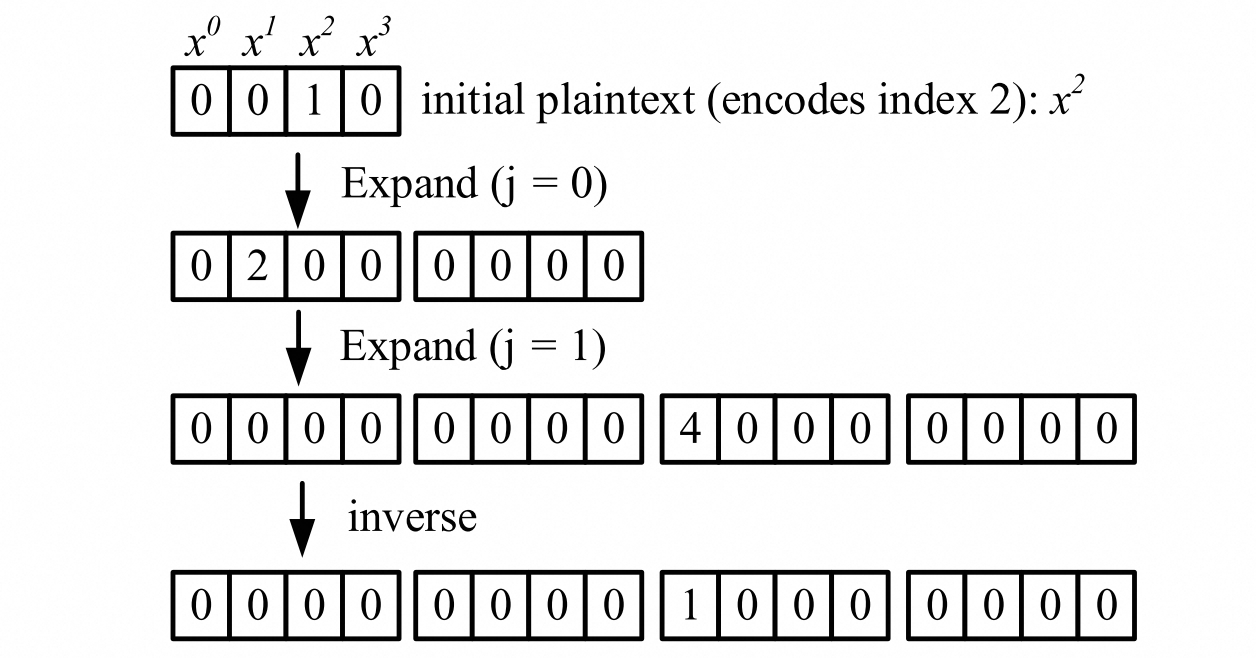 x⁰ x¹ x² x³
0 0 1 0 initial plaintext (encodes index 2): x²
Expand (j = 0)
0 2 0 0 0 0 0 0
Expand (j = 1)
0 0 0 0 0 0 0 0 4 0 0 0 0 0 0 0
inverse
0 0 0 0 0 0 0 0 1 0 0 0 0 0 0 0